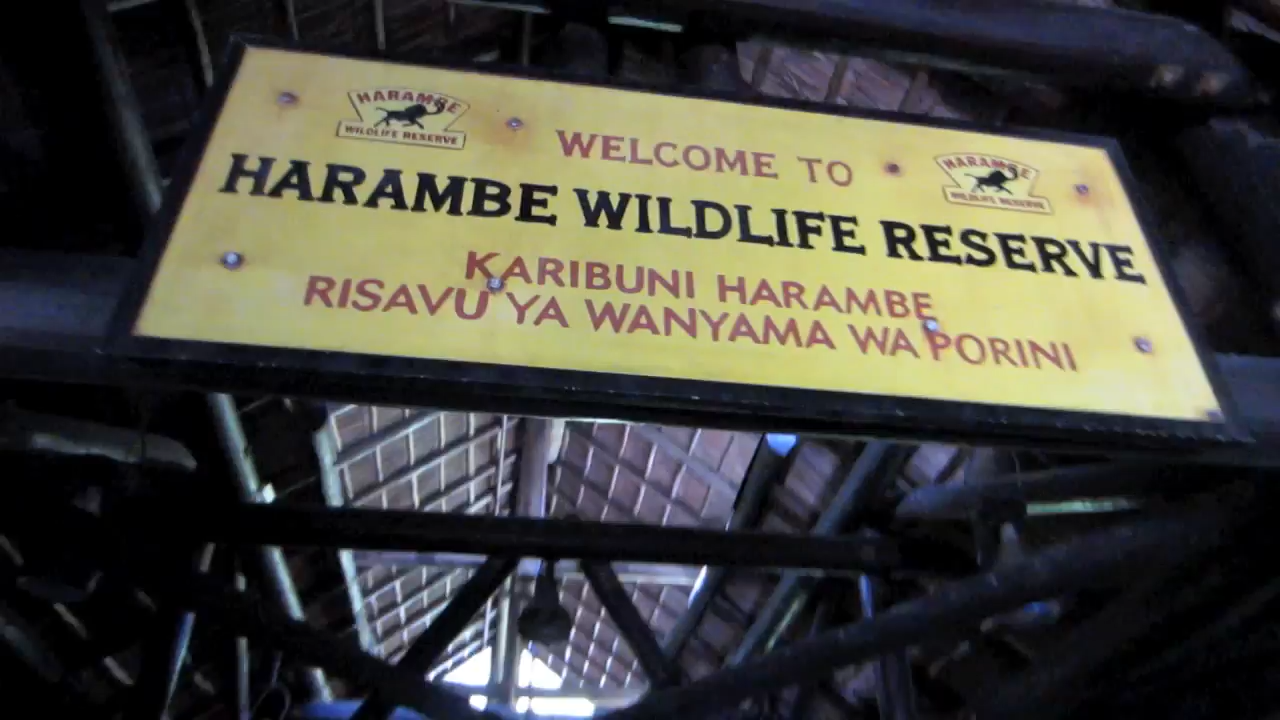 HARAMBE
WILDLIFE RESERVE
HARAMBE
WILDLIFE RESERVE
WELCOME TO
HARAMBE WILDLIFE RESERVE
KARIBUNI HARAMBE
RISAVU YA WANYAMA WA PORINI